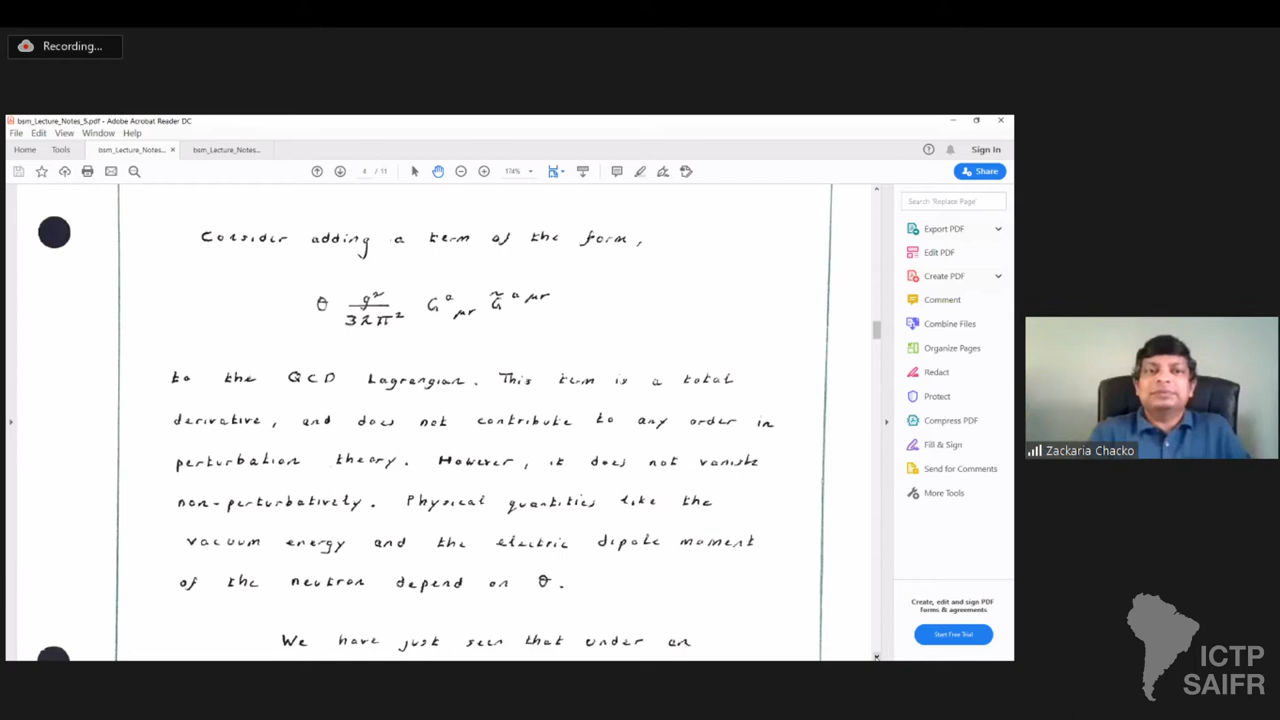 Recording...
bsm_Lecture_Notes_5.pdf - Adobe Acrobat Reader DC
File Edit View Window Help
Home Tools bsm_Lecture_Notes... × bsm_Lecture_Notes... Sign In
4 / 11 174% Share
Consider adding a term of the form,
θ g²/32π² G^a_μν G̃^a μν
to the QCD Lagrangian. This term is a total
derivative, and does not contribute to any order in
perturbation theory. However, it does not vanish
non-perturbatively. Physical quantities like the
vacuum energy and the electric dipole moment
of the neutron depend on θ.
We have just seen that under an
Search 'Replace Page'
Export PDF
Edit PDF
Create PDF
Comment
Combine Files
Organize Pages
Redact
Protect
Compress PDF
Fill & Sign
Send for Comments
More Tools
Create, edit and sign PDF
forms & agreements
Start Free Trial
Zackaria Chacko
ICTP
SAIFR